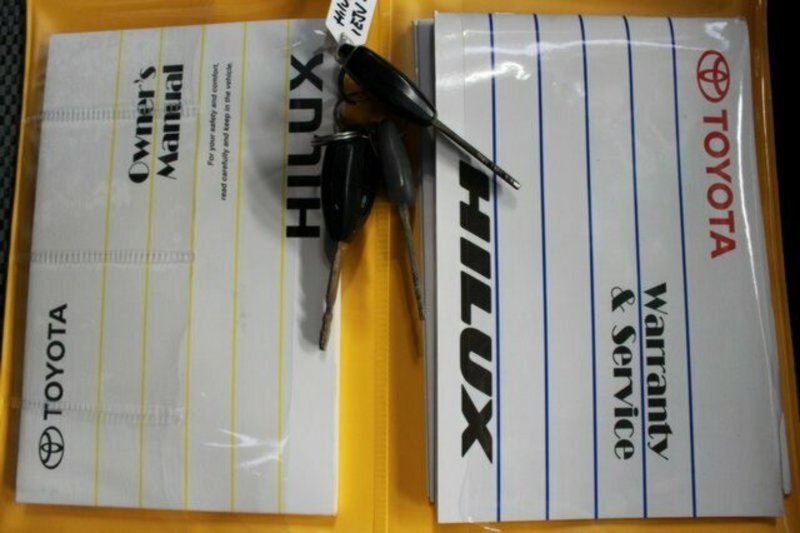 Owner's
Manual
For your safety and comfort,
read carefully and keep in the vehicle.
HILUX
TOYOTA
TOYOTA
HILUX
Warranty
& Service